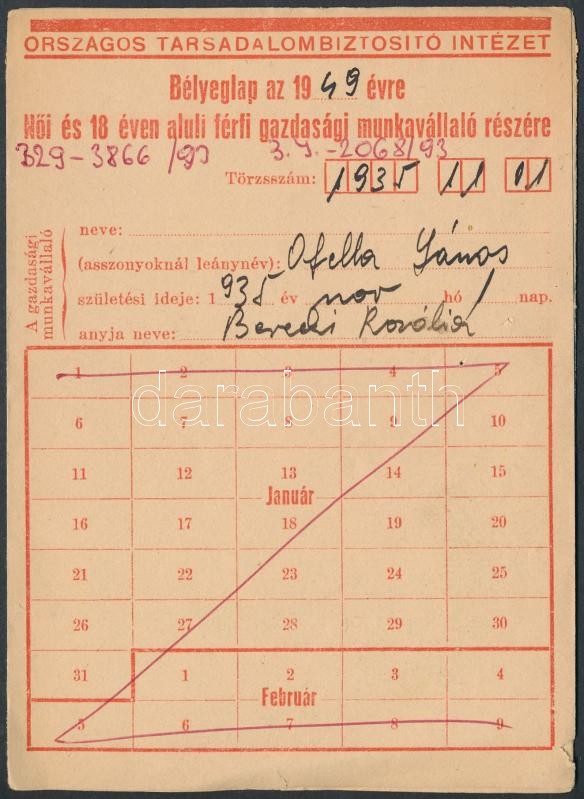 ORSZÁGOS TÁRSADALOMBIZTOSÍTÓ INTÉZET
Bélyeglap az 1949 évre
Női és 18 éven aluli férfi gazdasági munkavállaló részére
329-3866/93 3.4.-2068/93
Törzsszám: 1935 11 01
A gazdasági munkavállaló
neve:
(asszonyoknál leánynév): Ofella János
születési ideje: 1935 év nov hó 1 nap.
anyja neve: Berecki Rozália
1 2 3 4 5
darabanth
6 7 8 9 10
11 12 13 14 15
Január
16 17 18 19 20
21 22 23 24 25
26 27 28 29 30
31 1 2 3 4
Február
5 6 7 8 9